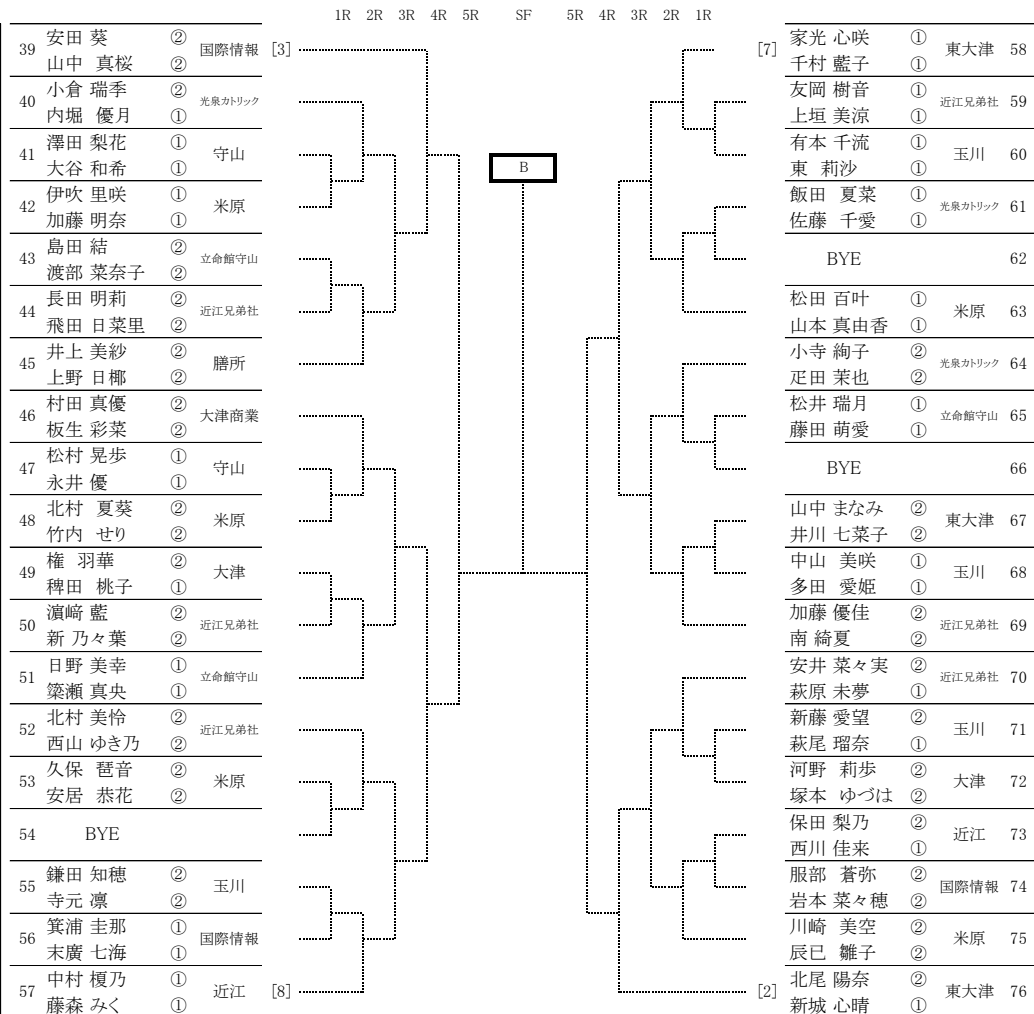 1R 2R 3R 4R 5R SF 5R 4R 3R 2R 1R
39 安田 葵 ② 国際情報 [3]
山中 真桜 ②
40 小倉 瑞季 ② 光泉カトリック
内堀 優月 ①
41 澤田 梨花 ① 守山
大谷 和希 ①
42 伊吹 里咲 ① 米原
加藤 明奈 ①
43 島田 結 ② 立命館守山
渡部 菜奈子 ②
44 長田 明莉 ② 近江兄弟社
飛田 日菜里 ②
45 井上 美紗 ② 膳所
上野 日椰 ②
46 村田 真優 ② 大津商業
板生 彩菜 ②
47 松村 晃歩 ① 守山
永井 優 ①
48 北村 夏葵 ② 米原
竹内 せり ②
49 権 羽華 ② 大津
稗田 桃子 ①
50 濵﨑 藍 ② 近江兄弟社
新 乃々葉 ②
51 日野 美幸 ① 立命館守山
簗瀬 真央 ①
52 北村 美怜 ② 近江兄弟社
西山 ゆき乃 ②
53 久保 琶音 ② 米原
安居 恭花 ②
54 BYE
55 鎌田 知穂 ② 玉川
寺元 凛 ②
56 箕浦 圭那 ① 国際情報
末廣 七海 ①
57 中村 榎乃 ① 近江 [8]
藤森 みく ①
B
[7] 家光 心咲 ① 東大津 58
千村 藍子 ①
友岡 樹音 ① 近江兄弟社 59
上垣 美涼 ①
有本 千流 ① 玉川 60
東 莉沙 ①
飯田 夏菜 ① 光泉カトリック 61
佐藤 千愛 ①
BYE 62
松田 百叶 ① 米原 63
山本 真由香 ①
小寺 絢子 ② 光泉カトリック 64
疋田 茉也 ②
松井 瑞月 ① 立命館守山 65
藤田 萌愛 ①
BYE 66
山中 まなみ ② 東大津 67
井川 七菜子 ②
中山 美咲 ① 玉川 68
多田 愛姫 ①
加藤 優佳 ② 近江兄弟社 69
南 綺夏 ②
安井 菜々実 ② 近江兄弟社 70
萩原 未夢 ①
新藤 愛望 ② 玉川 71
萩尾 瑠奈 ①
河野 莉歩 ② 大津 72
塚本 ゆづは ②
保田 梨乃 ② 近江 73
西川 佳来 ①
服部 蒼弥 ② 国際情報 74
岩本 菜々穂 ②
川崎 美空 ② 米原 75
辰巳 雛子 ②
[2] 北尾 陽奈 ② 東大津 76
新城 心晴 ①